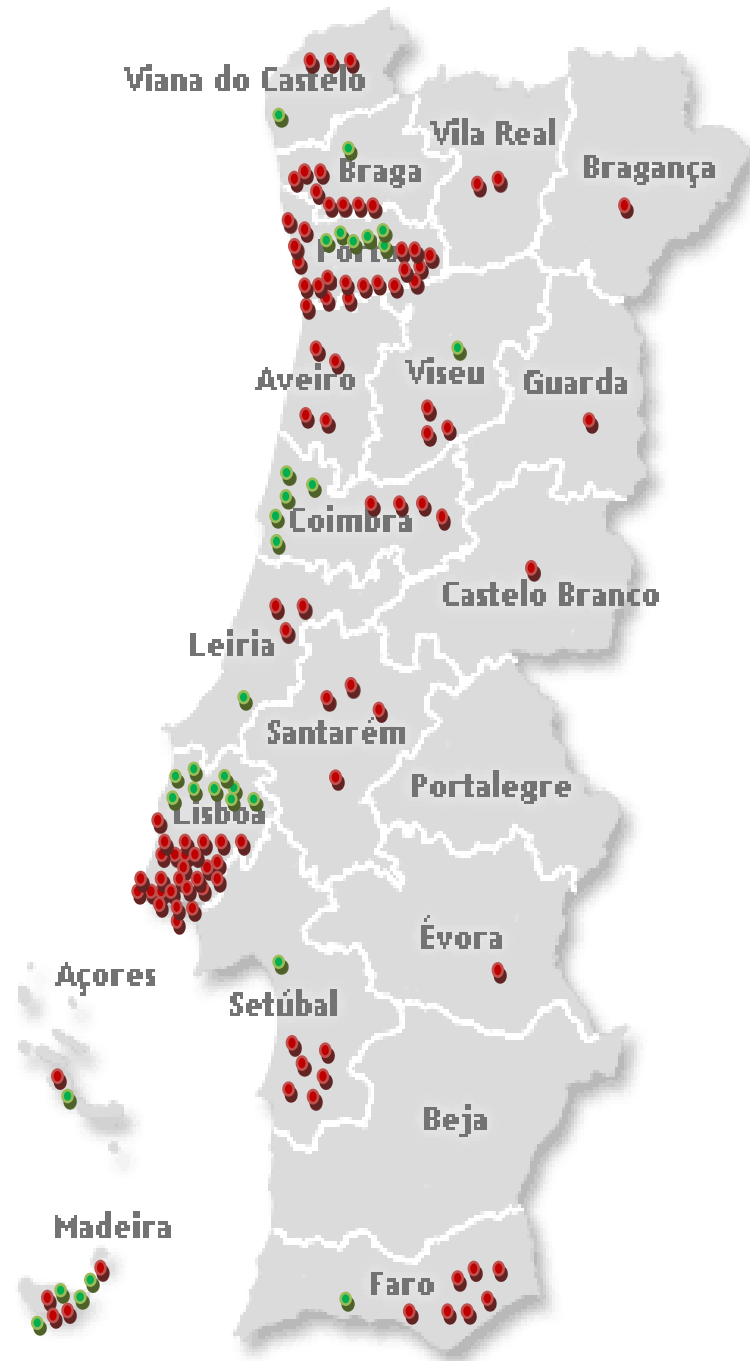 Viana do Castelo
Vila Real
Bragança
Braga
Porto
Aveiro
Viseu
Guarda
Coimbra
Castelo Branco
Leiria
Santarém
Portalegre
Lisboa
Évora
Açores
Setúbal
Beja
Madeira
Faro